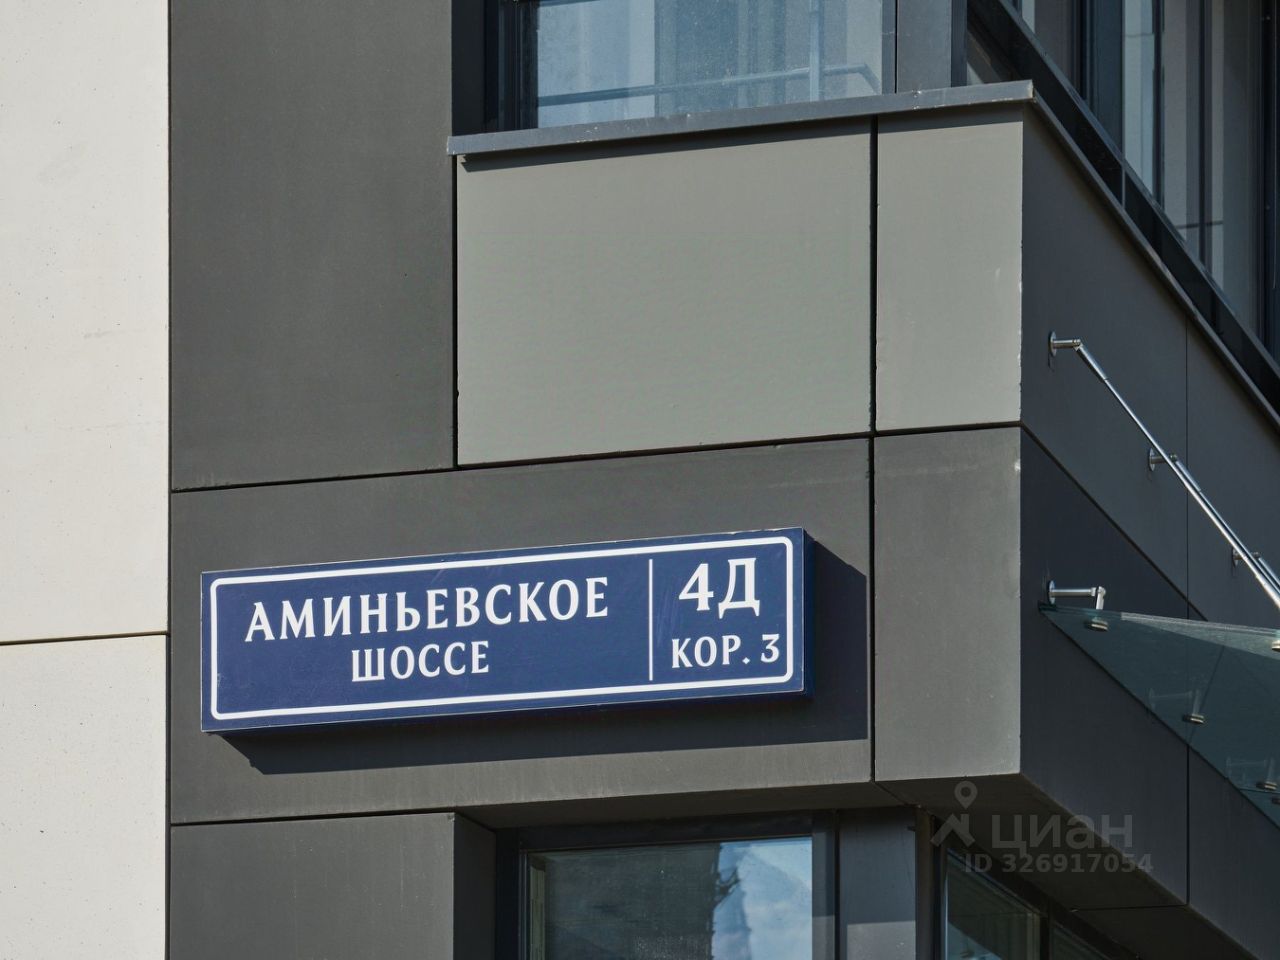 АМИНЬЕВСКОЕ
ШОССЕ
4Д
КОР. 3
циан
ID 326917054